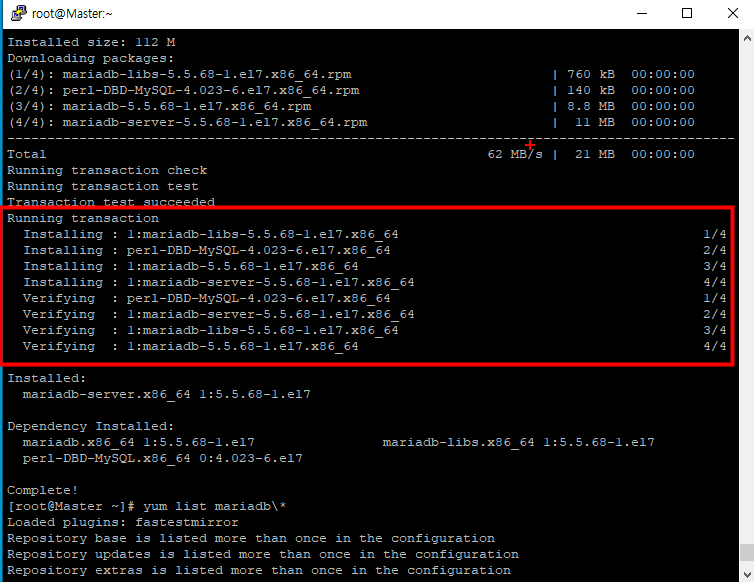 root@Master:~
Installed size: 112 M
Downloading packages:
(1/4): mariadb-libs-5.5.68-1.el7.x86_64.rpm | 760 kB 00:00:00
(2/4): perl-DBD-MySQL-4.023-6.el7.x86_64.rpm | 140 kB 00:00:00
(3/4): mariadb-5.5.68-1.el7.x86_64.rpm | 8.8 MB 00:00:00
(4/4): mariadb-server-5.5.68-1.el7.x86_64.rpm | 11 MB 00:00:00
--------------------------------------------------------------------------------
Total 62 MB/s | 21 MB 00:00:00
Running transaction check
Running transaction test
Transaction test succeeded
Running transaction
Installing : 1:mariadb-libs-5.5.68-1.el7.x86_64 1/4
Installing : perl-DBD-MySQL-4.023-6.el7.x86_64 2/4
Installing : 1:mariadb-5.5.68-1.el7.x86_64 3/4
Installing : 1:mariadb-server-5.5.68-1.el7.x86_64 4/4
Verifying : perl-DBD-MySQL-4.023-6.el7.x86_64 1/4
Verifying : 1:mariadb-server-5.5.68-1.el7.x86_64 2/4
Verifying : 1:mariadb-libs-5.5.68-1.el7.x86_64 3/4
Verifying : 1:mariadb-5.5.68-1.el7.x86_64 4/4
Installed:
mariadb-server.x86_64 1:5.5.68-1.el7
Dependency Installed:
mariadb.x86_64 1:5.5.68-1.el7 mariadb-libs.x86_64 1:5.5.68-1.el7
perl-DBD-MySQL.x86_64 0:4.023-6.el7
Complete!
[root@Master ~]# yum list mariadb\*
Loaded plugins: fastestmirror
Repository base is listed more than once in the configuration
Repository updates is listed more than once in the configuration
Repository extras is listed more than once in the configuration